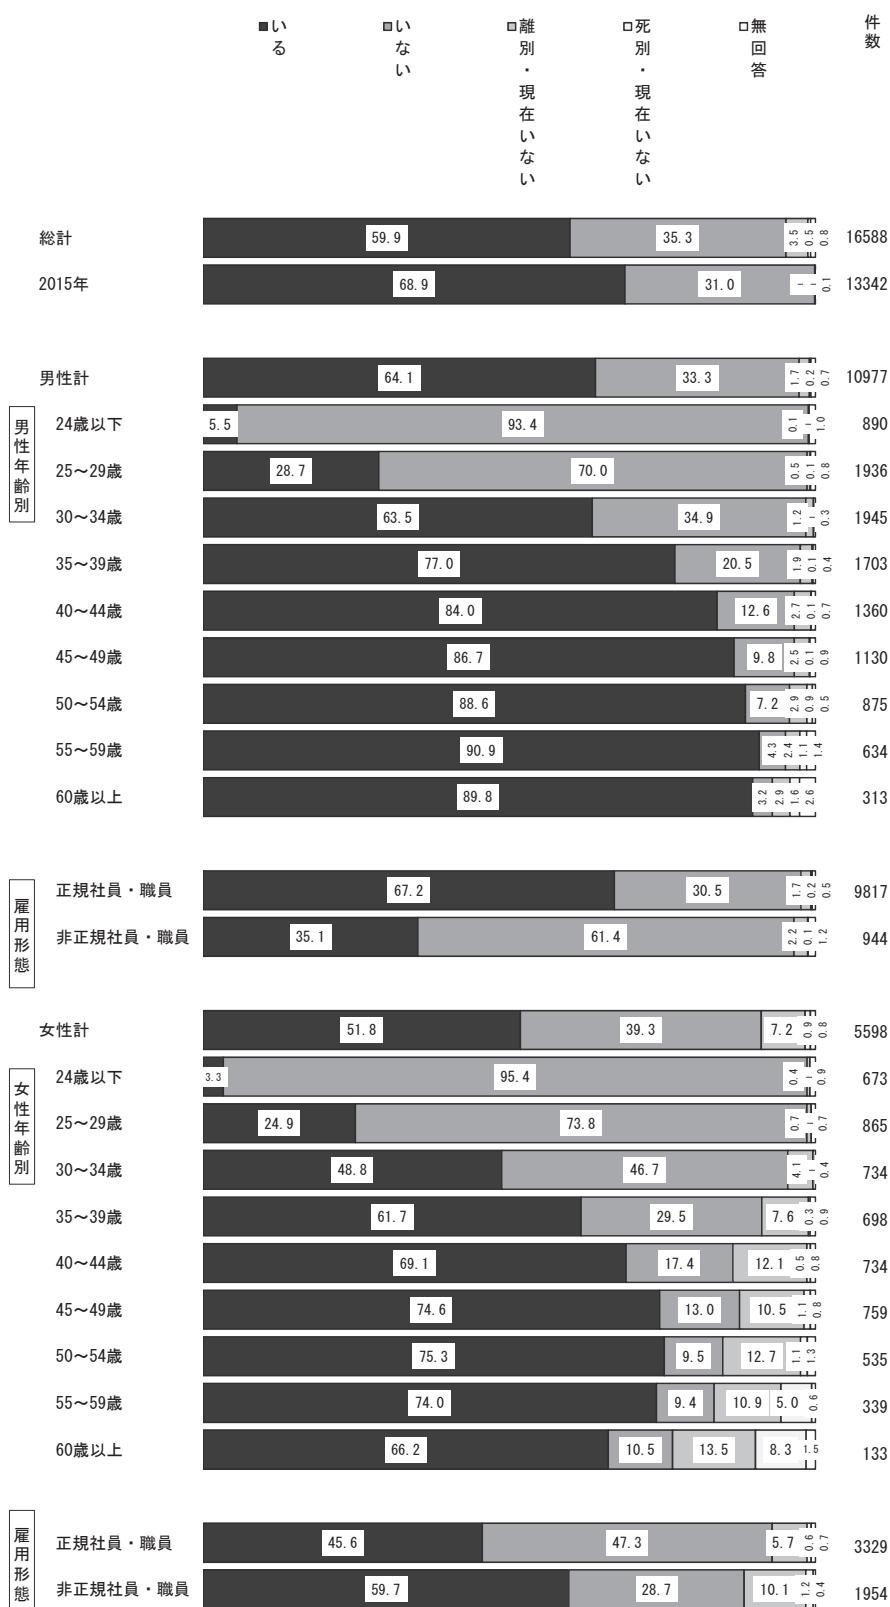 ■いる
■いない
□離別・現在いない
□死別・現在いない
□無回答
件数
総計 59.9 35.3 3.5 0.5 0.8 16588
2015年 68.9 31.0 - - 0.1 13342
男性計 64.1 33.3 1.7 0.2 0.7 10977
男性年齢別
24歳以下 5.5 93.4 0.1 - 1.0 890
25～29歳 28.7 70.0 0.5 0.1 0.8 1936
30～34歳 63.5 34.9 1.2 - 0.3 1945
35～39歳 77.0 20.5 1.9 0.1 0.4 1703
40～44歳 84.0 12.6 2.7 0.1 0.7 1360
45～49歳 86.7 9.8 2.5 0.1 0.9 1130
50～54歳 88.6 7.2 2.9 0.9 0.5 875
55～59歳 90.9 4.3 2.4 1.1 1.4 634
60歳以上 89.8 3.2 2.9 1.6 2.6 313
雇用形態
正規社員・職員 67.2 30.5 1.7 0.2 0.5 9817
非正規社員・職員 35.1 61.4 2.2 0.1 1.2 944
女性計 51.8 39.3 7.2 0.9 0.8 5598
女性年齢別
24歳以下 3.3 95.4 0.4 - 0.9 673
25～29歳 24.9 73.8 0.7 - 0.7 865
30～34歳 48.8 46.7 4.1 - 0.4 734
35～39歳 61.7 29.5 7.6 0.3 0.9 698
40～44歳 69.1 17.4 12.1 0.5 0.8 734
45～49歳 74.6 13.0 10.5 1.1 0.8 759
50～54歳 75.3 9.5 12.7 1.1 1.3 535
55～59歳 74.0 9.4 10.9 5.0 0.6 339
60歳以上 66.2 10.5 13.5 8.3 1.5 133
雇用形態
正規社員・職員 45.6 47.3 5.7 0.6 0.7 3329
非正規社員・職員 59.7 28.7 10.1 1.2 0.4 1954